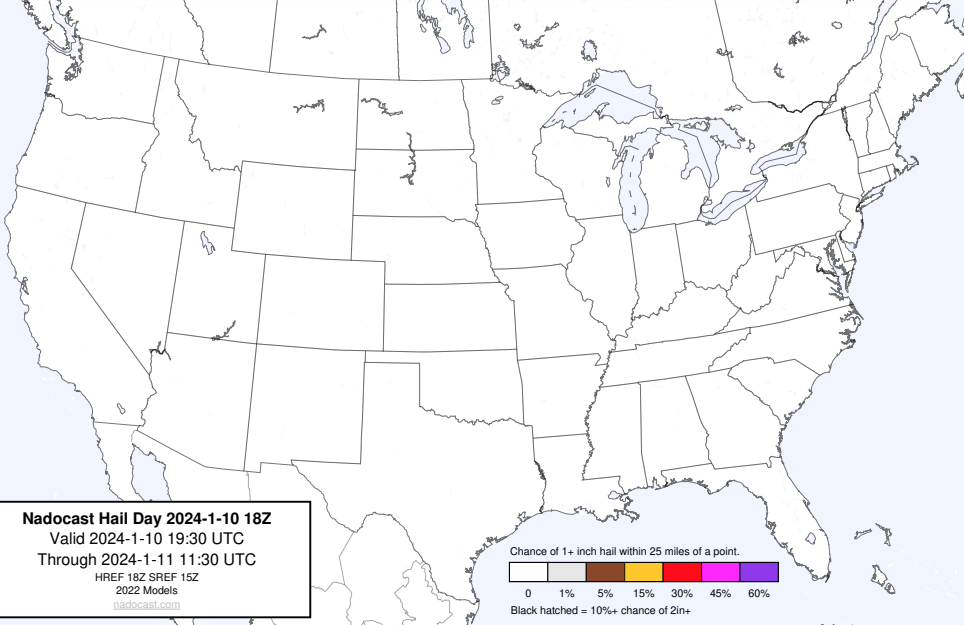 Nadocast Hail Day 2024-1-10 18Z
Valid 2024-1-10 19:30 UTC
Through 2024-1-11 11:30 UTC
HREF 18Z SREF 15Z
2022 Models
nadocast.com
Chance of 1+ inch hail within 25 miles of a point.
0 1% 5% 15% 30% 45% 60%
Black hatched = 10%+ chance of 2in+